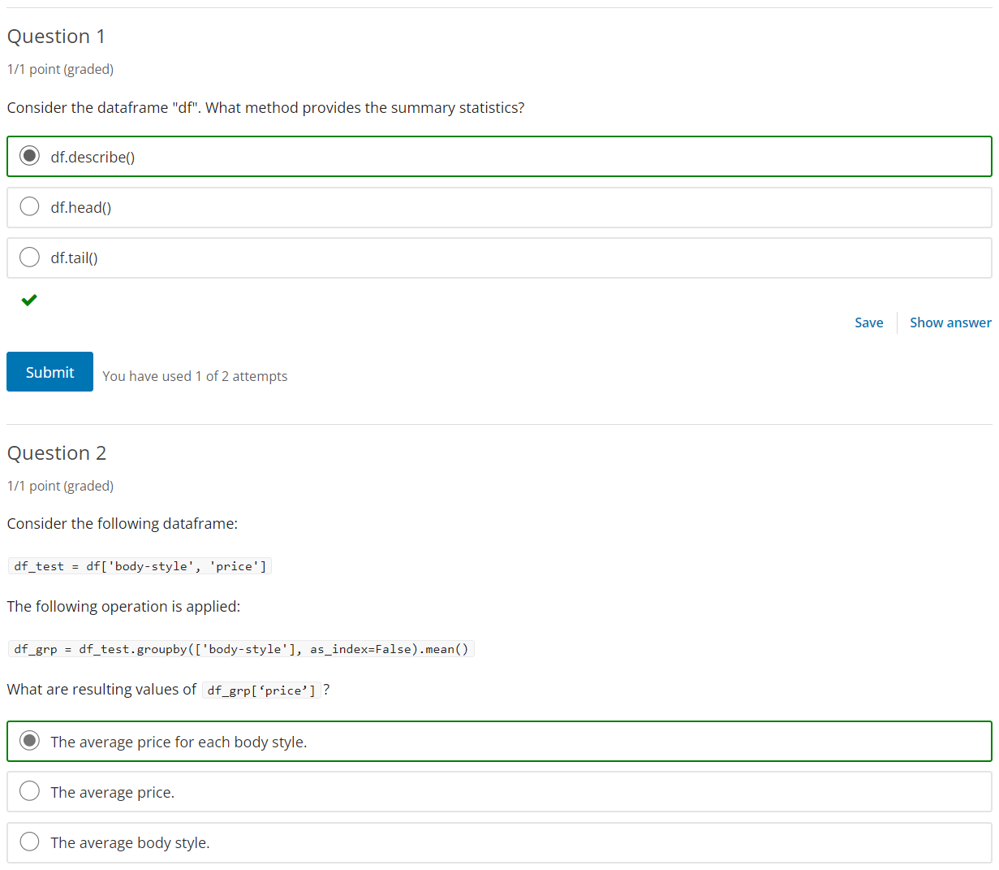 Question 1
1/1 point (graded)
Consider the dataframe "df". What method provides the summary statistics?
df.describe()
df.head()
df.tail()
Save
Show answer
Submit
You have used 1 of 2 attempts
Question 2
1/1 point (graded)
Consider the following dataframe:
df_test = df['body-style', 'price']
The following operation is applied:
df_grp = df_test.groupby(['body-style'], as_index=False).mean()
What are resulting values of df_grp[‘price’] ?
The average price for each body style.
The average price.
The average body style.